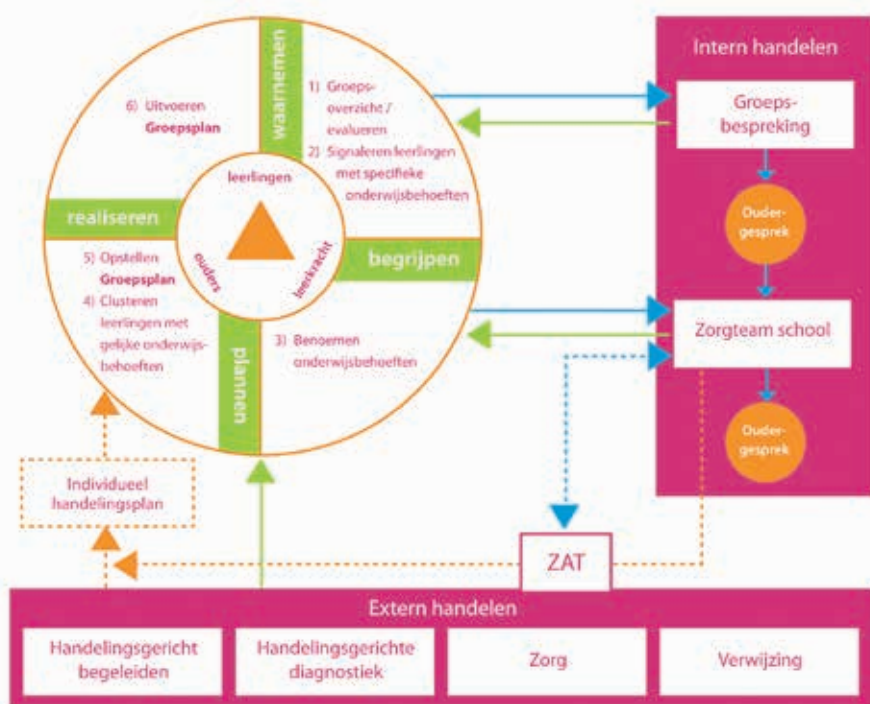 waarnemen
1) Groeps-
overzicht /
evalueren
2) Signaleren leerlingen
met specifieke
onderwijsbehoeften
begrijpen
3) Benoemen
onderwijsbehoeften
plannen
4) Clusteren
leerlingen met
gelijke onderwijs-
behoeften
5) Opstellen
Groepsplan
realiseren
6) Uitvoeren
Groepsplan
leerlingen
ouders
leerkracht
Intern handelen
Groeps-
bespreking
Ouder-
gesprek
Zorgteam school
Ouder-
gesprek
Individueel
handelingsplan
ZAT
Extern handelen
Handelingsgericht
begeleiden
Handelingsgerichte
diagnostiek
Zorg
Verwijzing